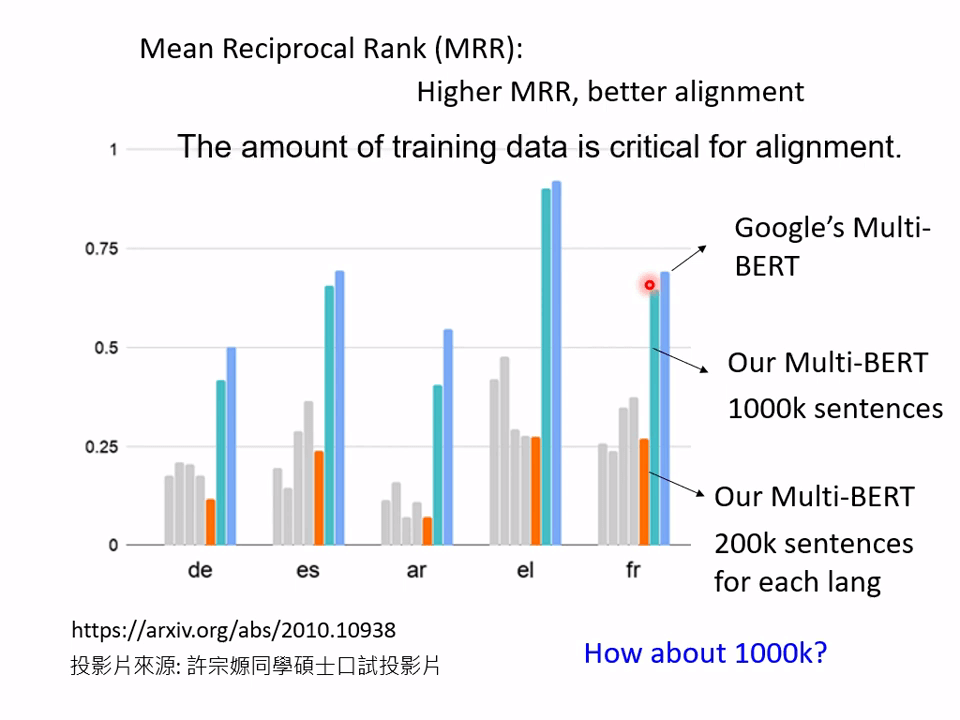 Mean Reciprocal Rank (MRR):
Higher MRR, better alignment
The amount of training data is critical for alignment.
1
0.75
0.5
0.25
0
de
es
ar
el
fr
Google’s Multi-
BERT
Our Multi-BERT
1000k sentences
Our Multi-BERT
200k sentences
for each lang
https://arxiv.org/abs/2010.10938
投影片來源: 許宗嫄同學碩士口試投影片
How about 1000k?